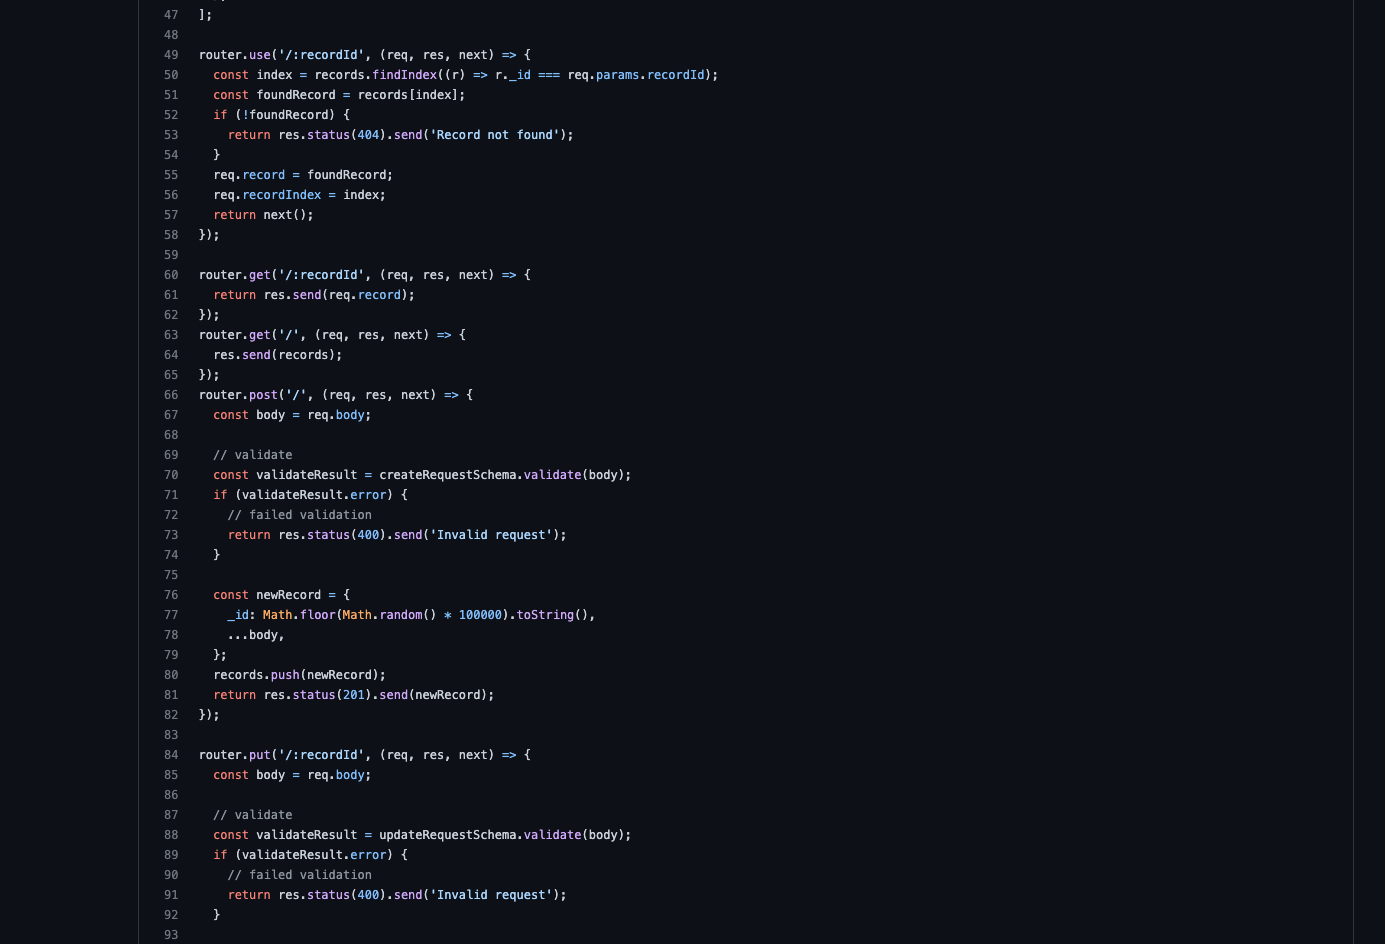 47 ];
48
49 router.use('/:recordId', (req, res, next) => {
50   const index = records.findIndex((r) => r._id === req.params.recordId);
51   const foundRecord = records[index];
52   if (!foundRecord) {
53     return res.status(404).send('Record not found');
54   }
55   req.record = foundRecord;
56   req.recordIndex = index;
57   return next();
58 });
59
60 router.get('/:recordId', (req, res, next) => {
61   return res.send(req.record);
62 });
63 router.get('/', (req, res, next) => {
64   res.send(records);
65 });
66 router.post('/', (req, res, next) => {
67   const body = req.body;
68
69   // validate
70   const validateResult = createRequestSchema.validate(body);
71   if (validateResult.error) {
72     // failed validation
73     return res.status(400).send('Invalid request');
74   }
75
76   const newRecord = {
77     _id: Math.floor(Math.random() * 100000).toString(),
78     ...body,
79   };
80   records.push(newRecord);
81   return res.status(201).send(newRecord);
82 });
83
84 router.put('/:recordId', (req, res, next) => {
85   const body = req.body;
86
87   // validate
88   const validateResult = updateRequestSchema.validate(body);
89   if (validateResult.error) {
90     // failed validation
91     return res.status(400).send('Invalid request');
92   }
93